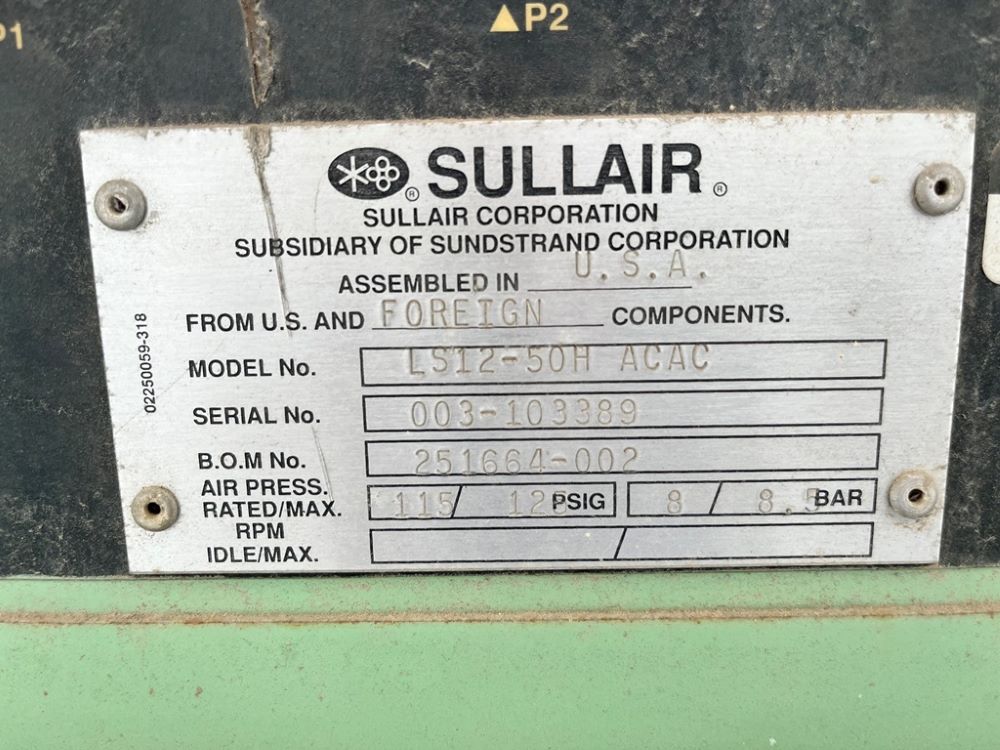 P1
▲P2
SULLAIR®
SULLAIR CORPORATION
SUBSIDIARY OF SUNDSTRAND CORPORATION
ASSEMBLED IN U.S.A.
FROM U.S. AND FOREIGN COMPONENTS.
MODEL No. LS12-50H ACAC
SERIAL No. 003-103389
B.O.M No. 251664-002
AIR PRESS. RATED/MAX. 115/ PSIG 8 / 8.5 BAR
RPM IDLE/MAX. /
02250059-318